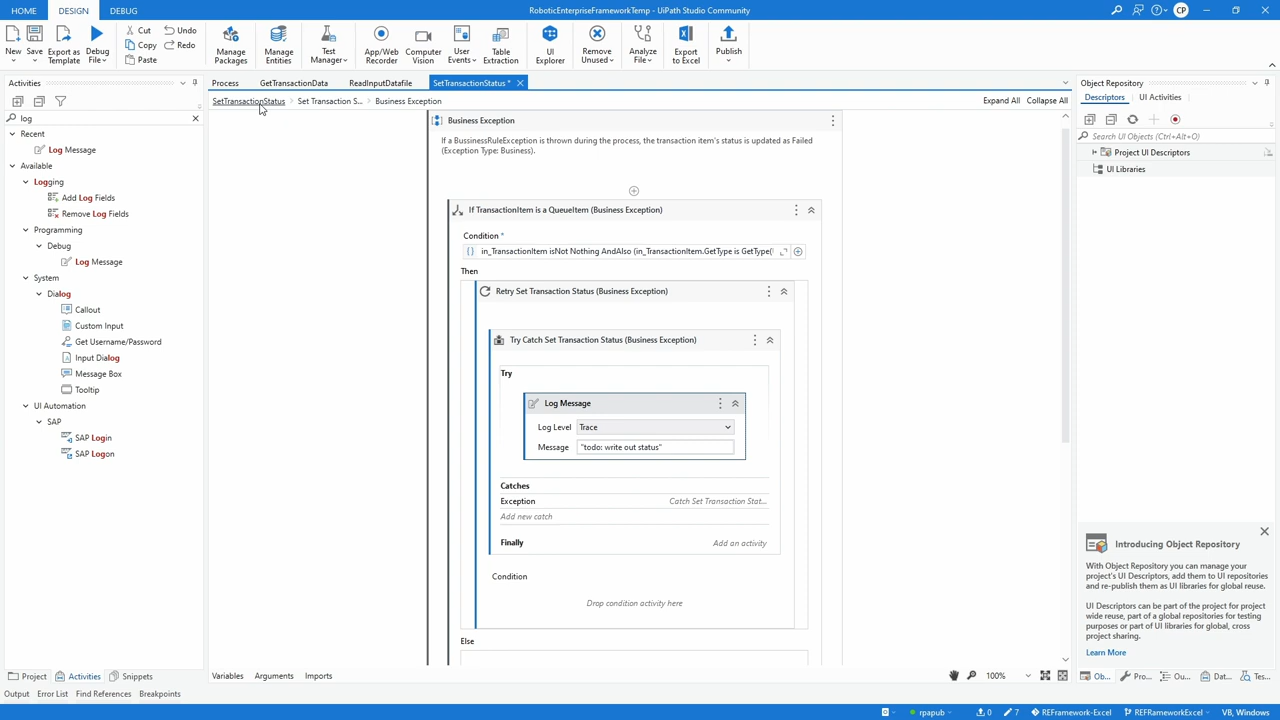 HOME DESIGN DEBUG RoboticEnterpriseFrameworkTemp - UiPath Studio Community CP
New Save Export as Template Debug File Cut Copy Paste Undo Redo Manage Packages Manage Entities Test Manager App/Web Recorder Computer Vision User Events Table Extraction UI Explorer Remove Unused Analyze File Export to Excel Publish
Activities
log
Recent
Log Message
Available
Logging
Add Log Fields
Remove Log Fields
Programming
Debug
Log Message
System
Dialog
Callout
Custom Input
Get Username/Password
Input Dialog
Message Box
Tooltip
UI Automation
SAP
SAP Login
SAP Logon
Project Activities Snippets
Process GetTransactionData ReadInputDatafile SetTransactionStatus *
SetTransactionStatus > Set Transaction S... > Business Exception Expand All Collapse All
Business Exception
If a BussinessRuleException is thrown during the process, the transaction item's status is updated as Failed
(Exception Type: Business).
If TransactionItem is a QueueItem (Business Exception)
Condition *
in_TransactionItem isNot Nothing AndAlso (in_TransactionItem.GetType is GetType(
Then
Retry Set Transaction Status (Business Exception)
Try Catch Set Transaction Status (Business Exception)
Try
Log Message
Log Level Trace
Message "todo: write out status"
Catches
Exception Catch Set Transaction Stat...
Add new catch
Finally Add an activity
Condition
Drop condition activity here
Else
Variables Arguments Imports 100%
Object Repository
Descriptors UI Activities
Search UI Objects (Ctrl+Alt+O)
Project UI Descriptors
UI Libraries
Introducing Object Repository
With Object Repository you can manage your
project's UI Descriptors, add them to UI repositories
and re-publish them as UI libraries for global reuse.
UI Descriptors can be part of the project for project
wide reuse, part of a global repositories for testing
purposes or part of UI libraries for global, cross
project sharing.
Learn More
Ob... Pro... Ou... Dat... Tes...
Output Error List Find References Breakpoints
rpapub 0 7 REFramework-Excel REFrameworkExcel VB, Windows